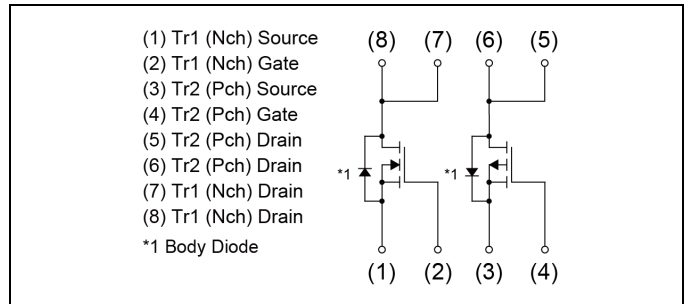 (1) Tr1 (Nch) Source
(2) Tr1 (Nch) Gate
(3) Tr2 (Pch) Source
(4) Tr2 (Pch) Gate
(5) Tr2 (Pch) Drain
(6) Tr2 (Pch) Drain
(7) Tr1 (Nch) Drain
(8) Tr1 (Nch) Drain
*1 Body Diode
(8) (7) (6) (5)
*1 *1
(1) (2) (3) (4)